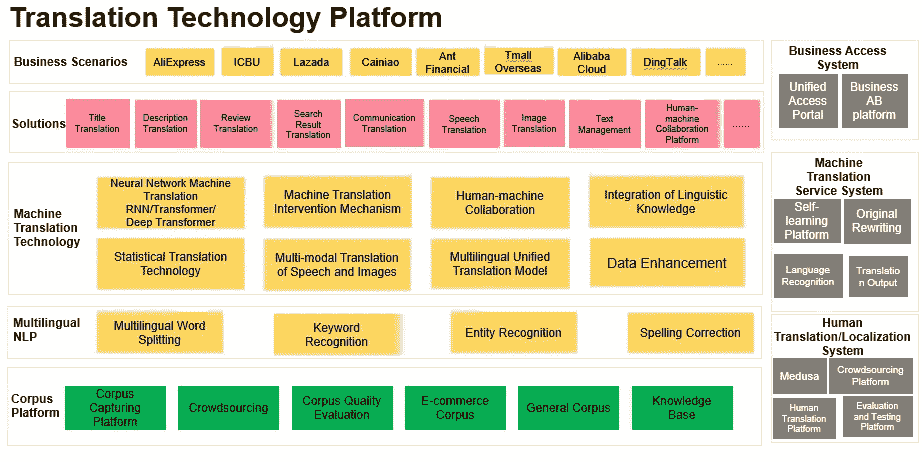 Translation Technology Platform
Business Scenarios
AliExpress
ICBU
Lazada
Cainiao
Ant
Financial
Tmall
Overseas
Alibaba
Cloud
DingTalk
......
Solutions
Title
Translation
Description
Translation
Review
Translation
Search
Result
Translation
Communication
Translation
Speech
Translation
Image
Translation
Text
Management
Human-
machine
Collaboration
Platform
......
Machine
Translation
Technology
Neural Network Machine
Translation
RNN/Transformer/
Deep Transformer
Machine Translation
Intervention Mechanism
Human-machine
Collaboration
Integration of Linguistic
Knowledge
Statistical Translation
Technology
Multi-modal Translation
of Speech and Images
Multilingual Unified
Translation Model
Data Enhancement
Multilingual
NLP
Multilingual Word
Splitting
Keyword
Recognition
Entity Recognition
Spelling Correction
Corpus
Platform
Corpus
Capturing
Platform
Crowdsourcing
Corpus Quality
Evaluation
E-commerce
Corpus
General Corpus
Knowledge
Base
Business Access
System
Unified
Access
Portal
Business
AB
platform
Machine
Translation
Service System
Self-
learning
Platform
Original
Rewriting
Language
Recognition
Translatio
n Output
Human
Translation/Localization
System
Medusa
Crowdsourcing
Platform
Human
Translation
Platform
Evaluation
and Testing
Platform